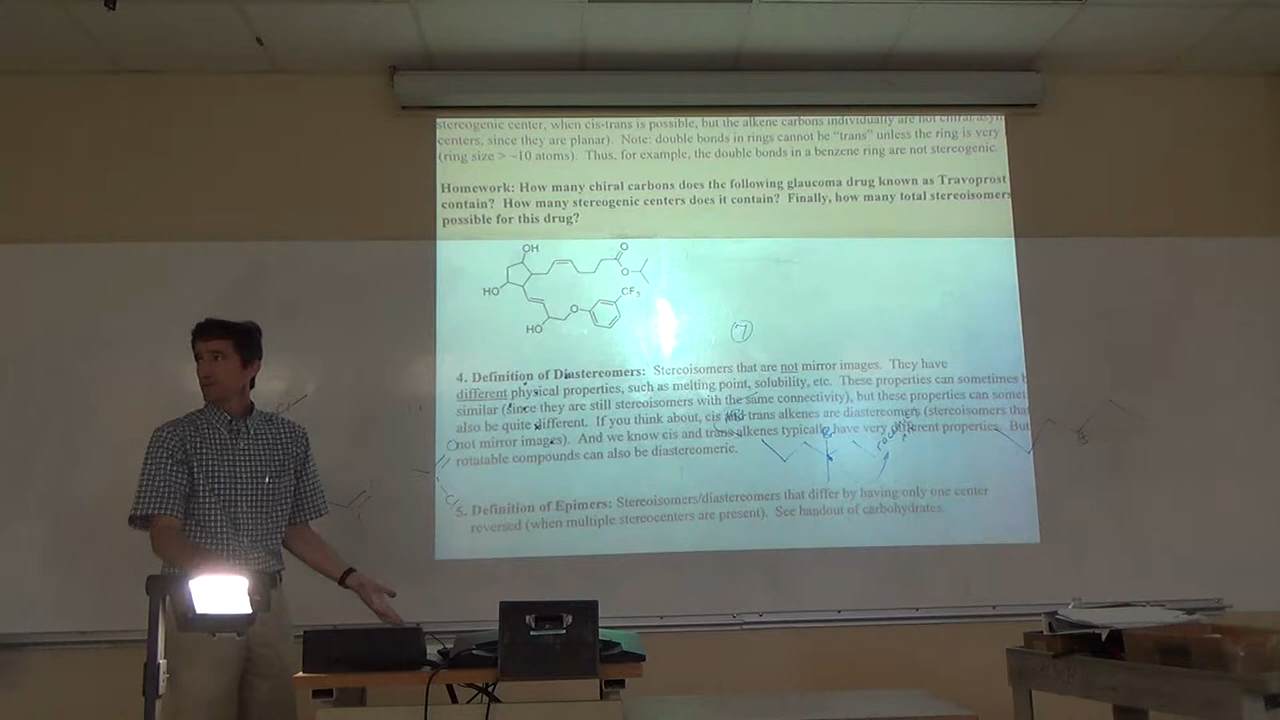 stereogenic center, when cis-trans is possible, but the alkene carbons individually are not chiral/asym
centers, since they are planar). Note: double bonds in rings cannot be "trans" unless the ring is very
(ring size > ~10 atoms). Thus, for example, the double bonds in a benzene ring are not stereogenic.
Homework: How many chiral carbons does the following glaucoma drug known as Travoprost
contain? How many stereogenic centers does it contain? Finally, how many total stereoisomers
possible for this drug?
OH
O
O
HO
CF3
O
HO
7
4. Definition of Diastereomers: Stereoisomers that are not mirror images. They have
different physical properties, such as melting point, solubility, etc. These properties can sometimes b
similar (since they are still stereoisomers with the same connectivity), but these properties can somet
also be quite different. If you think about, cis and trans alkenes are diastereomers (stereoisomers that
not mirror images). And we know cis and trans alkenes typically have very different properties. But
rotatable compounds can also be diastereomeric.
5. Definition of Epimers: Stereoisomers/diastereomers that differ by having only one center
reversed (when multiple stereocenters are present). See handout of carbohydrates.